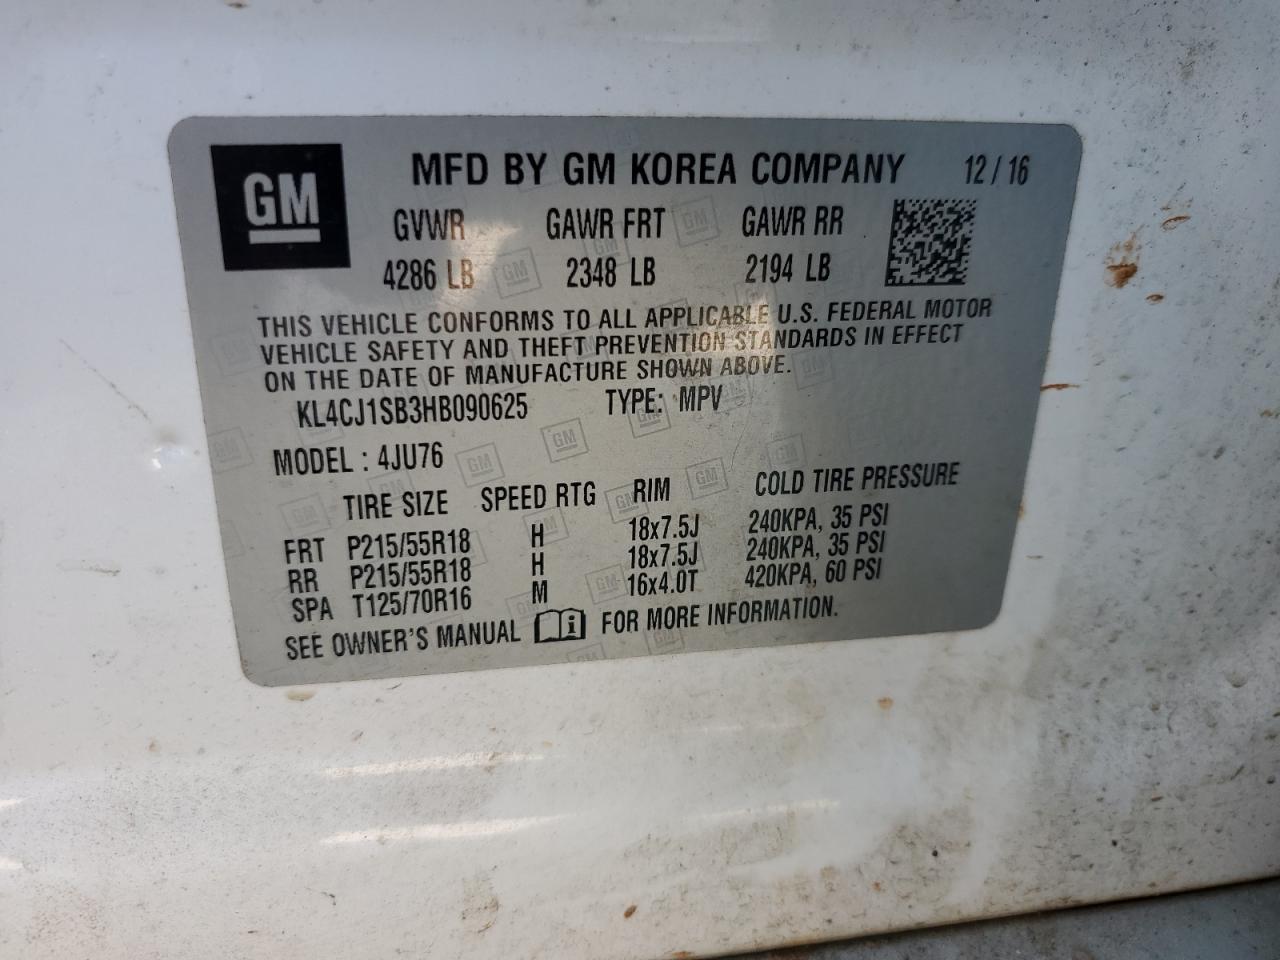 GM
MFD BY GM KOREA COMPANY 12/16
GVWR GAWR FRT GAWR RR
4286 LB 2348 LB 2194 LB
THIS VEHICLE CONFORMS TO ALL APPLICABLE U.S. FEDERAL MOTOR
VEHICLE SAFETY AND THEFT PREVENTION STANDARDS IN EFFECT
ON THE DATE OF MANUFACTURE SHOWN ABOVE.
KL4CJ1SB3HB090625 TYPE: MPV
MODEL : 4JU76
TIRE SIZE SPEED RTG RIM COLD TIRE PRESSURE
FRT P215/55R18 H 18x7.5J 240KPA, 35 PSI
RR P215/55R18 H 18x7.5J 240KPA, 35 PSI
SPA T125/70R16 M 16x4.0T 420KPA, 60 PSI
SEE OWNER'S MANUAL i FOR MORE INFORMATION.